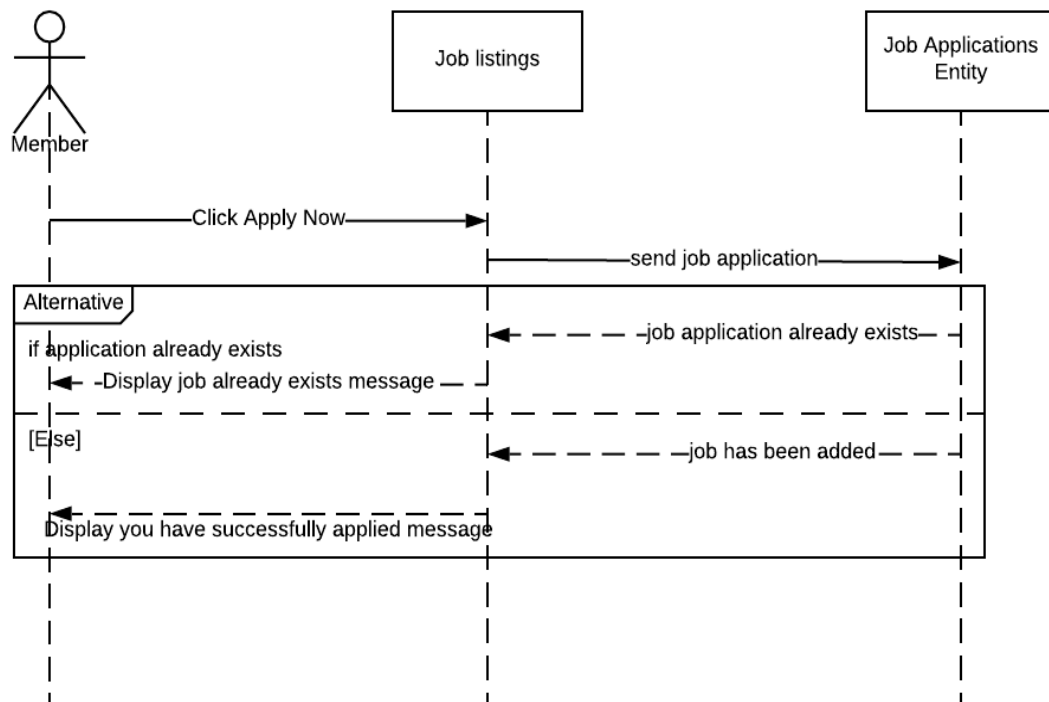 Job listings
Job Applications
Entity
Member
Click Apply Now
send job application
Alternative
job application already exists
if application already exists
Display job already exists message
[Else]
job has been added
Display you have successfully applied message